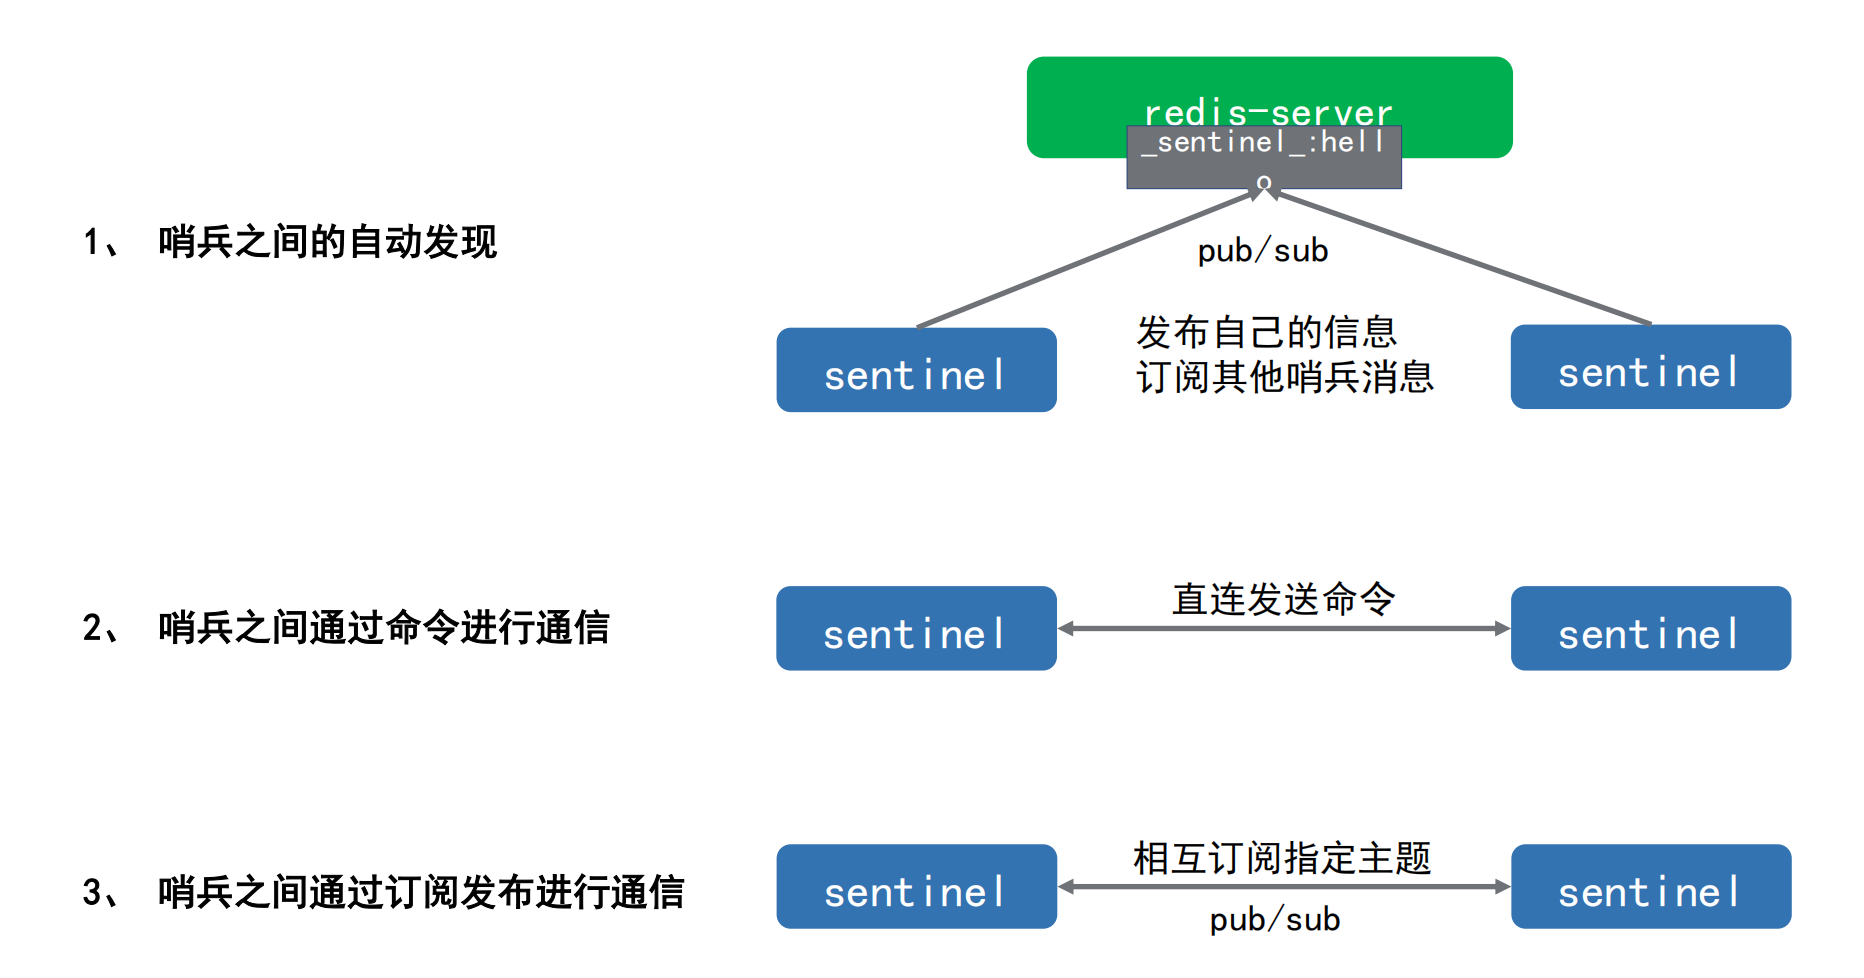 redis-server
_sentinel_:hell
o
1、 哨兵之间的自动发现
pub/sub
发布自己的信息
订阅其他哨兵消息
sentinel
sentinel
2、 哨兵之间通过命令进行通信
直连发送命令
sentinel
sentinel
3、 哨兵之间通过订阅发布进行通信
相互订阅指定主题
sentinel
sentinel
pub/sub